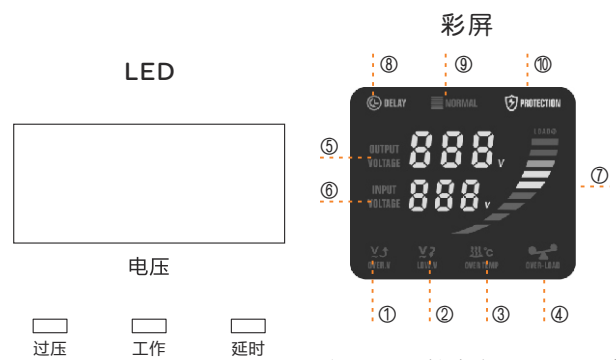 彩屏
LED
⑧ ⑨ ⑩
DELAY NORMAL PROTECTION
LOAD
⑤ OUTPUT VOLTAGE 888 V
⑦
⑥ INPUT VOLTAGE 888 V
电压
OVER.V LOW.V OVER TEMP OVER-LOAD
① ② ③ ④
过压 工作 延时